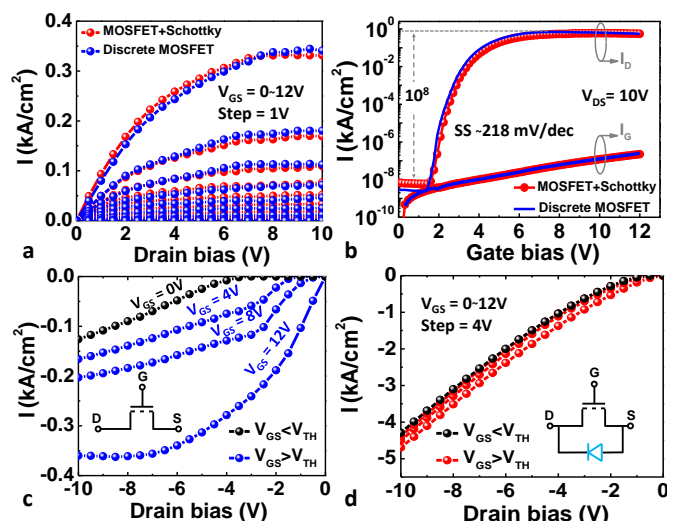 I (kA/cm²)
0.4
0.3
0.2
0.1
0.0
MOSFET+Schottky
Discrete MOSFET
V_GS = 0~12V
Step = 1V
a
0 2 4 6 8 10
Drain bias (V)
I (kA/cm²)
10⁰
10⁻²
10⁻⁴
10⁻⁶
10⁻⁸
10⁻¹⁰
10⁸
I_D
V_DS = 10V
SS ~218 mV/dec
I_G
MOSFET+Schottky
Discrete MOSFET
b
0 2 4 6 8 10 12
Gate bias (V)
I (kA/cm²)
0.0
-0.1
-0.2
-0.3
-0.4
V_GS = 0V
V_GS = 4V
V_GS = 8V
V_GS = 12V
G
D S
V_GS<V_TH
V_GS>V_TH
c
-10 -8 -6 -4 -2 0
Drain bias (V)
I (kA/cm²)
0
-1
-2
-3
-4
-5
V_GS = 0~12V
Step = 4V
G
D S
V_GS<V_TH
V_GS>V_TH
d
-10 -8 -6 -4 -2 0
Drain bias (V)